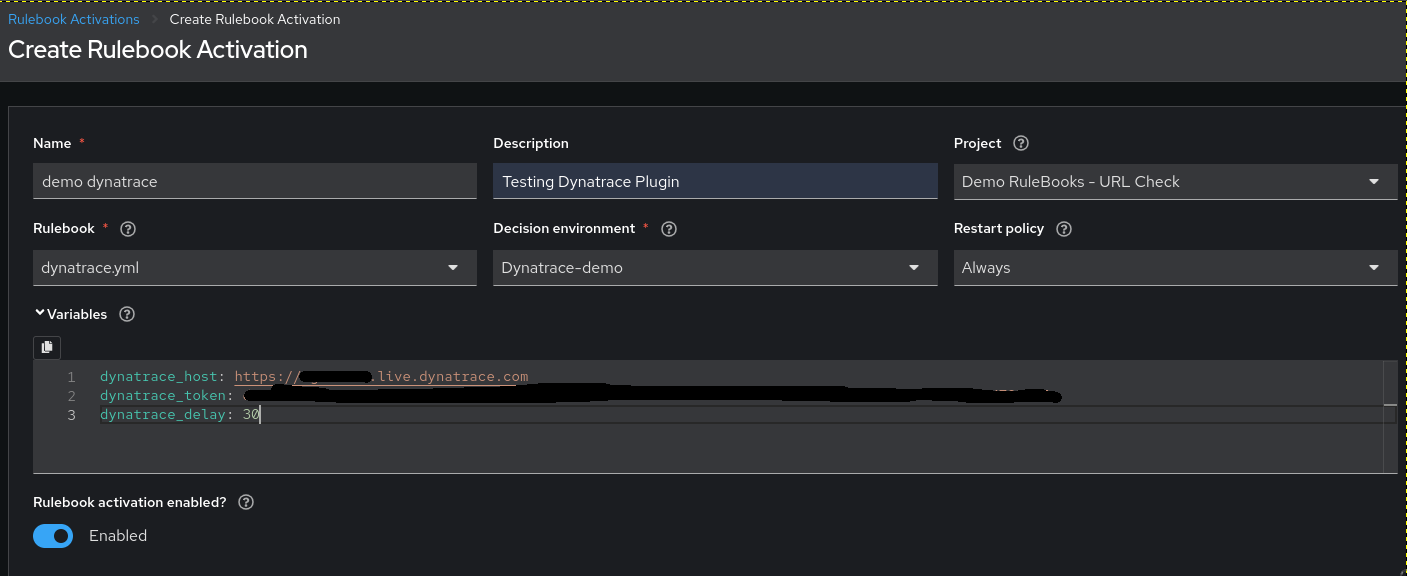 Rulebook Activations > Create Rulebook Activation
Create Rulebook Activation
Name * Description Project
demo dynatrace Testing Dynatrace Plugin Demo RuleBooks - URL Check
Rulebook * Decision environment * Restart policy
dynatrace.yml Dynatrace-demo Always
Variables
1 dynatrace_host: https:// .live.dynatrace.com
2 dynatrace_token:
3 dynatrace_delay: 30
Rulebook activation enabled?
Enabled